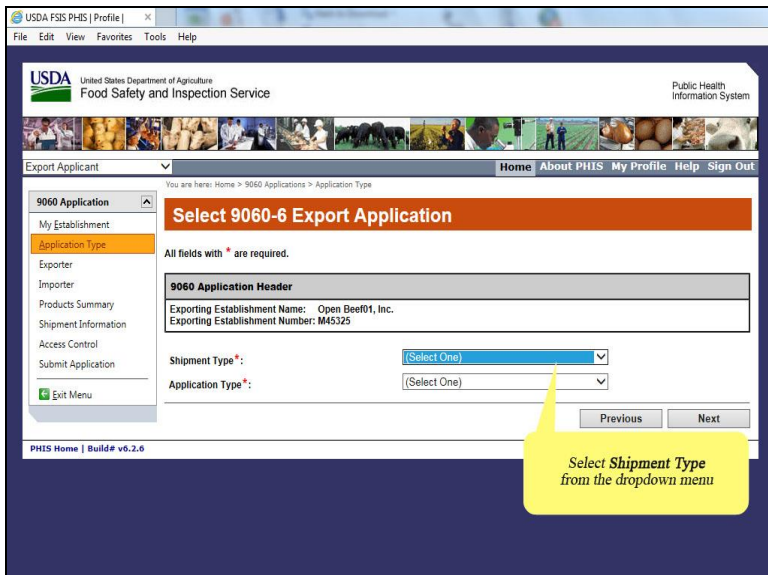 USDA FSIS PHIS | Profile |
File Edit View Favorites Tools Help
USDA United States Department of Agriculture
Food Safety and Inspection Service
Public Health
Information System
Export Applicant
Home About PHIS My Profile Help Sign Out
You are here: Home > 9060 Applications > Application Type
9060 Application
My Establishment
Application Type
Exporter
Importer
Products Summary
Shipment Information
Access Control
Submit Application
Exit Menu
Select 9060-6 Export Application
All fields with * are required.
9060 Application Header
Exporting Establishment Name: Open Beef01, Inc.
Exporting Establishment Number: M45325
Shipment Type*: (Select One)
Application Type*: (Select One)
Previous Next
PHIS Home | Build# v6.2.6
Select Shipment Type
from the dropdown menu